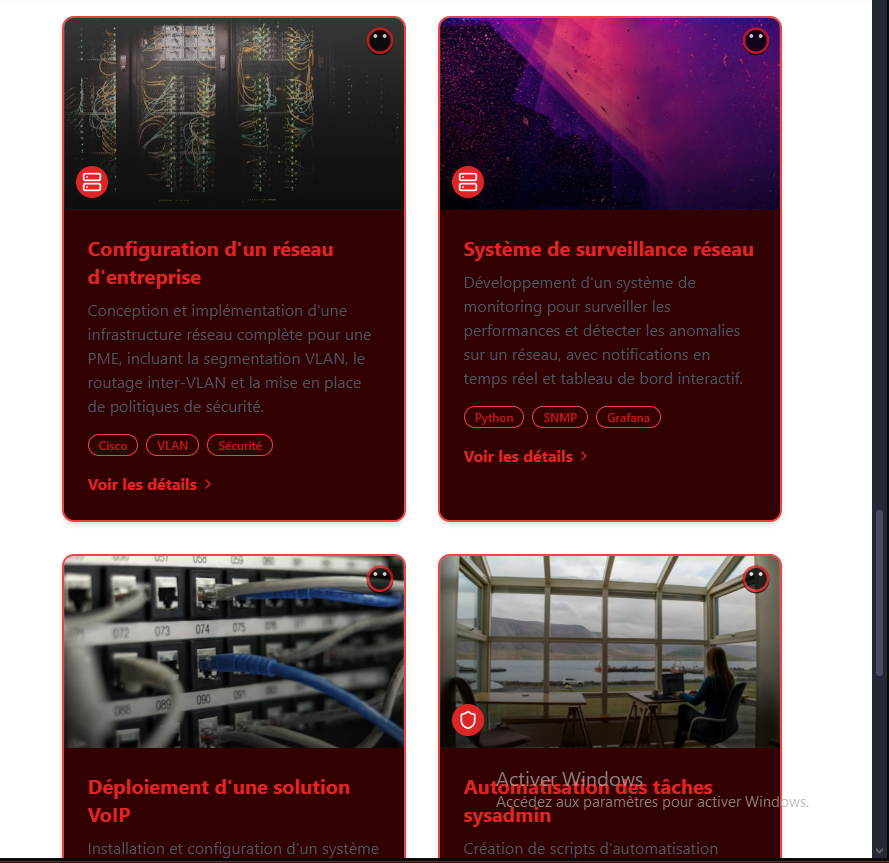 Configuration d'un réseau
d'entreprise
Conception et implémentation d'une
infrastructure réseau complète pour une
PME, incluant la segmentation VLAN, le
routage inter-VLAN et la mise en place
de politiques de sécurité.
Cisco VLAN Sécurité
Voir les détails
Système de surveillance réseau
Développement d'un système de
monitoring pour surveiller les
performances et détecter les anomalies
sur un réseau, avec notifications en
temps réel et tableau de bord interactif.
Python SNMP Grafana
Voir les détails
057 058 059
072 073 074 075 076
088 089 090 091 092
Déploiement d'une solution
VoIP
Installation et configuration d'un système
Automatisation des tâches
sysadmin
Création de scripts d'automatisation
Activer Windows
Accédez aux paramètres pour activer Windows.